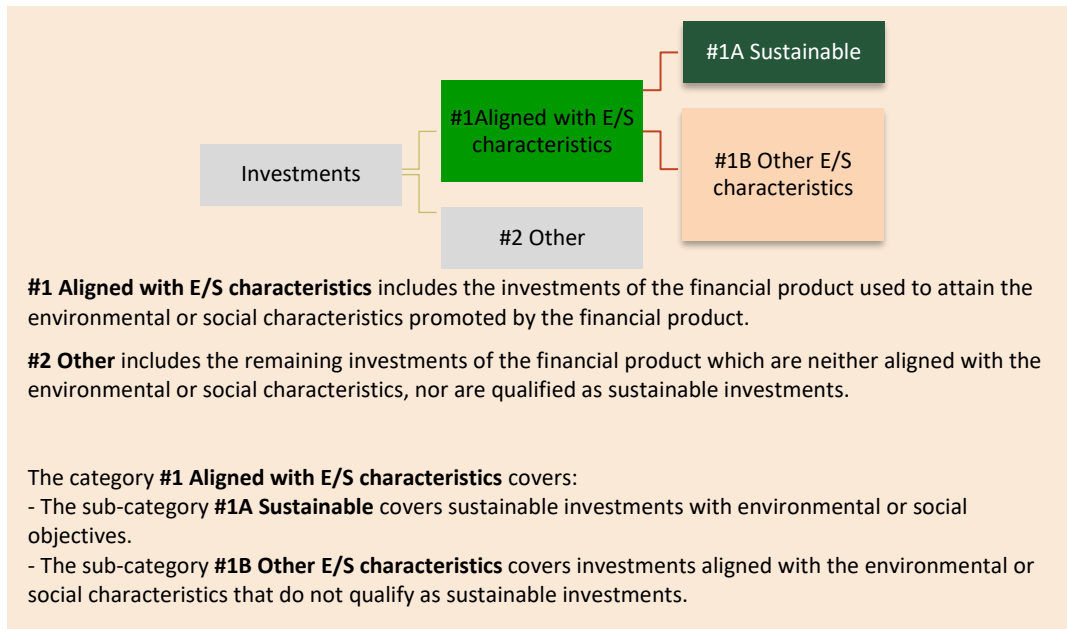 #1A Sustainable
#1Aligned with E/S
characteristics
#1B Other E/S
characteristics
Investments
#2 Other
#1 Aligned with E/S characteristics includes the investments of the financial product used to attain the
environmental or social characteristics promoted by the financial product.
#2 Other includes the remaining investments of the financial product which are neither aligned with the
environmental or social characteristics, nor are qualified as sustainable investments.
The category #1 Aligned with E/S characteristics covers:
- The sub-category #1A Sustainable covers sustainable investments with environmental or social
objectives.
- The sub-category #1B Other E/S characteristics covers investments aligned with the environmental or
social characteristics that do not qualify as sustainable investments.